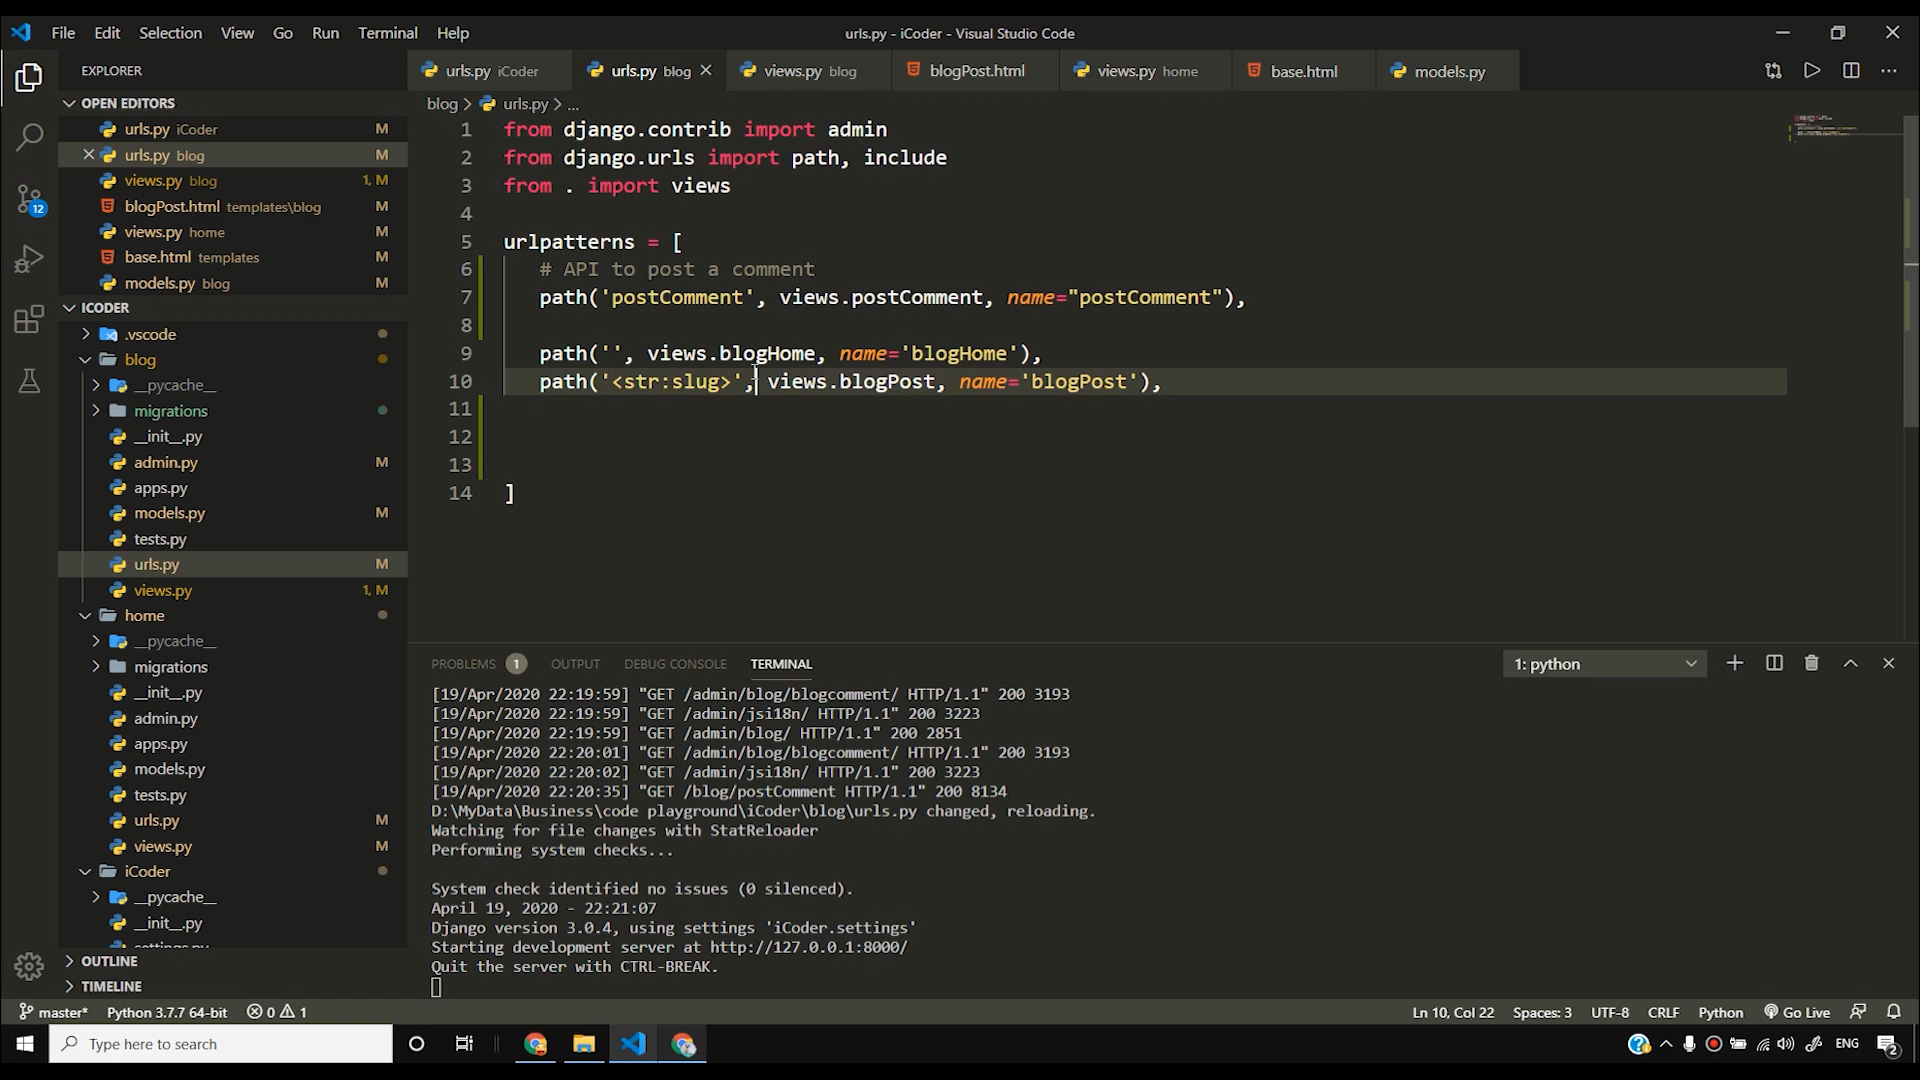 File Edit Selection View Go Run Terminal Help
urls.py - iCoder - Visual Studio Code
EXPLORER
urls.py iCoder
urls.py blog
views.py blog
blogPost.html
views.py home
base.html
models.py
OPEN EDITORS
urls.py iCoder M
urls.py blog M
views.py blog 1, M
blogPost.html templates\blog M
views.py home M
base.html templates M
models.py blog M
ICODER
.vscode
blog
__pycache__
migrations
__init__.py
admin.py M
apps.py
models.py M
tests.py
urls.py M
views.py 1, M
home
__pycache__
migrations
__init__.py
admin.py
apps.py
models.py
tests.py
urls.py M
views.py M
iCoder
__pycache__
__init__.py
settings.py
OUTLINE
TIMELINE
12
blog > urls.py > ...
1 from django.contrib import admin
2 from django.urls import path, include
3 from . import views
4
5 urlpatterns = [
6 # API to post a comment
7 path('postComment', views.postComment, name="postComment"),
8
9 path('', views.blogHome, name='blogHome'),
10 path('<str:slug>', views.blogPost, name='blogPost'),
11
12
13
14 ]
PROBLEMS 1 OUTPUT DEBUG CONSOLE TERMINAL
1: python
[19/Apr/2020 22:19:59] "GET /admin/blog/blogcomment/ HTTP/1.1" 200 3193
[19/Apr/2020 22:19:59] "GET /admin/jsi18n/ HTTP/1.1" 200 3223
[19/Apr/2020 22:19:59] "GET /admin/blog/ HTTP/1.1" 200 2851
[19/Apr/2020 22:20:01] "GET /admin/blog/blogcomment/ HTTP/1.1" 200 3193
[19/Apr/2020 22:20:02] "GET /admin/jsi18n/ HTTP/1.1" 200 3223
[19/Apr/2020 22:20:35] "GET /blog/postComment HTTP/1.1" 200 8134
D:\MyData\Business\code playground\iCoder\blog\urls.py changed, reloading.
Watching for file changes with StatReloader
Performing system checks...
System check identified no issues (0 silenced).
April 19, 2020 - 22:21:07
Django version 3.0.4, using settings 'iCoder.settings'
Starting development server at http://127.0.0.1:8000/
Quit the server with CTRL-BREAK.
master* Python 3.7.7 64-bit 0 1
Ln 10, Col 22 Spaces: 3 UTF-8 CRLF Python Go Live
Type here to search
ENG
2